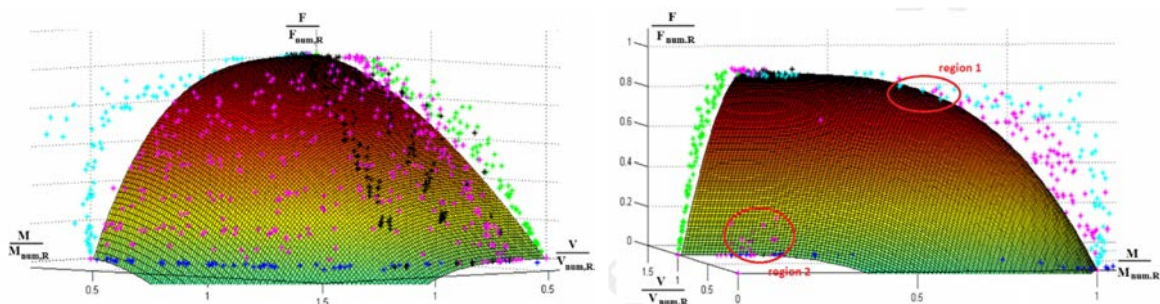 F
F_num,R
M
M_num,R
V
V_num,R
0.5
1
1.5
1
0.5
F
F_num.R
1
0.8
0.6
0.4
0.2
0
region 1
region 2
1.5
1
0.5
V
V_num.R
0
0.5
1
M
M_num.R